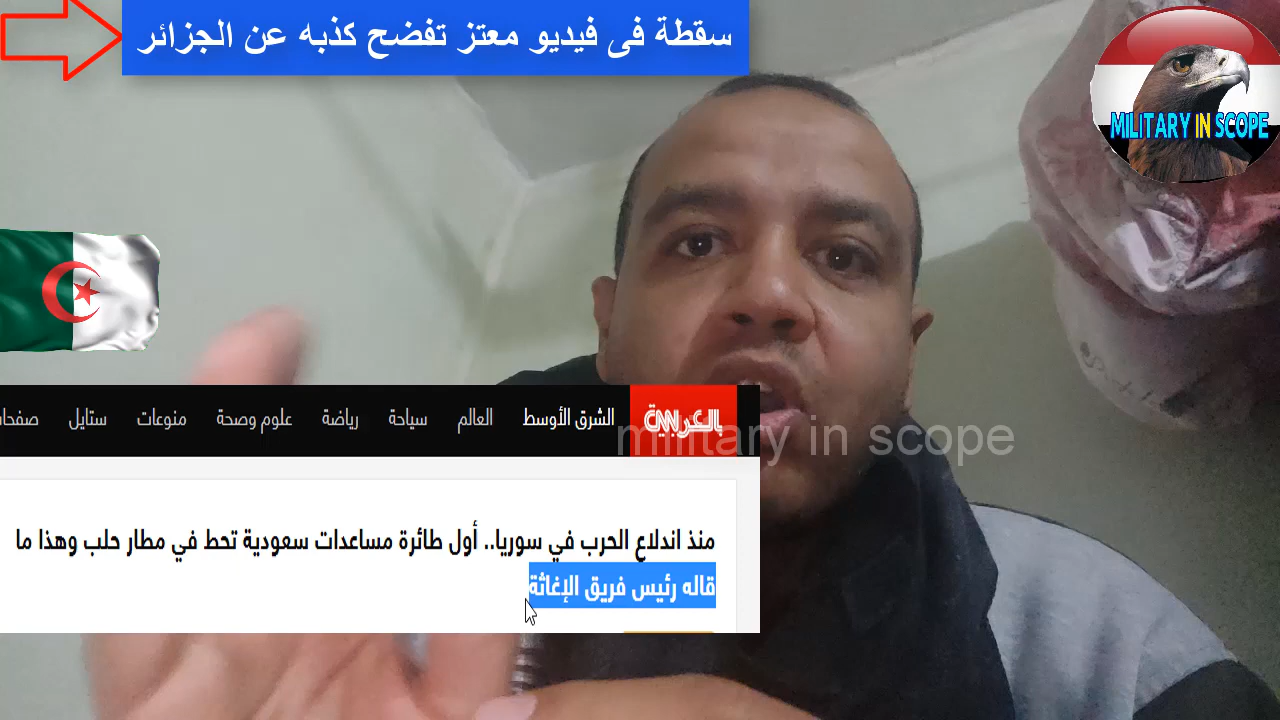 سقطة فى فيديو معتز تفضح كذبه عن الجزائر
MILITARY IN SCOPE
بالعربية الشرق الأوسط العالم سياحة رياضة علوم وصحة منوعات ستايل
military in scope
منذ اندلاع الحرب في سوريا.. أول طائرة مساعدات سعودية تحط في مطار حلب وهذا ما
قاله رئيس فريق الإغاثة